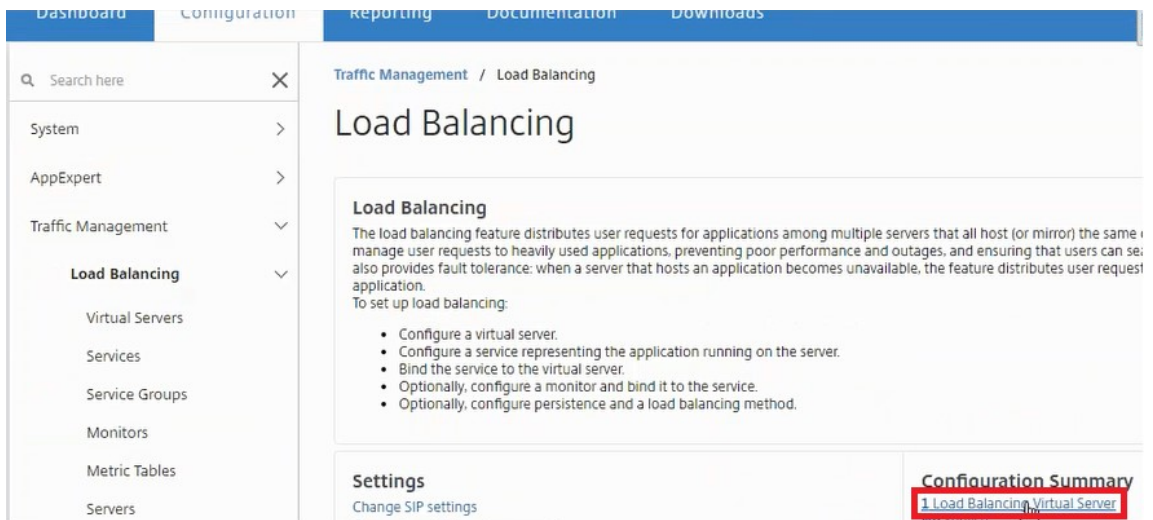 Dashboard
Configuration
Reporting
Documentation
Downloads
Search here
System
AppExpert
Traffic Management
Load Balancing
Virtual Servers
Services
Service Groups
Monitors
Metric Tables
Servers
Traffic Management / Load Balancing
Load Balancing
Load Balancing
The load balancing feature distributes user requests for applications among multiple servers that all host (or mirror) the same
manage user requests to heavily used applications, preventing poor performance and outages, and ensuring that users can
also provides fault tolerance: when a server that hosts an application becomes unavailable, the feature distributes user request
application.
To set up load balancing:
• Configure a virtual server.
• Configure a service representing the application running on the server.
• Bind the service to the virtual server.
• Optionally, configure a monitor and bind it to the service.
• Optionally, configure persistence and a load balancing method.
Settings
Change SIP settings
Configuration Summary
1 Load Balancing Virtual Server